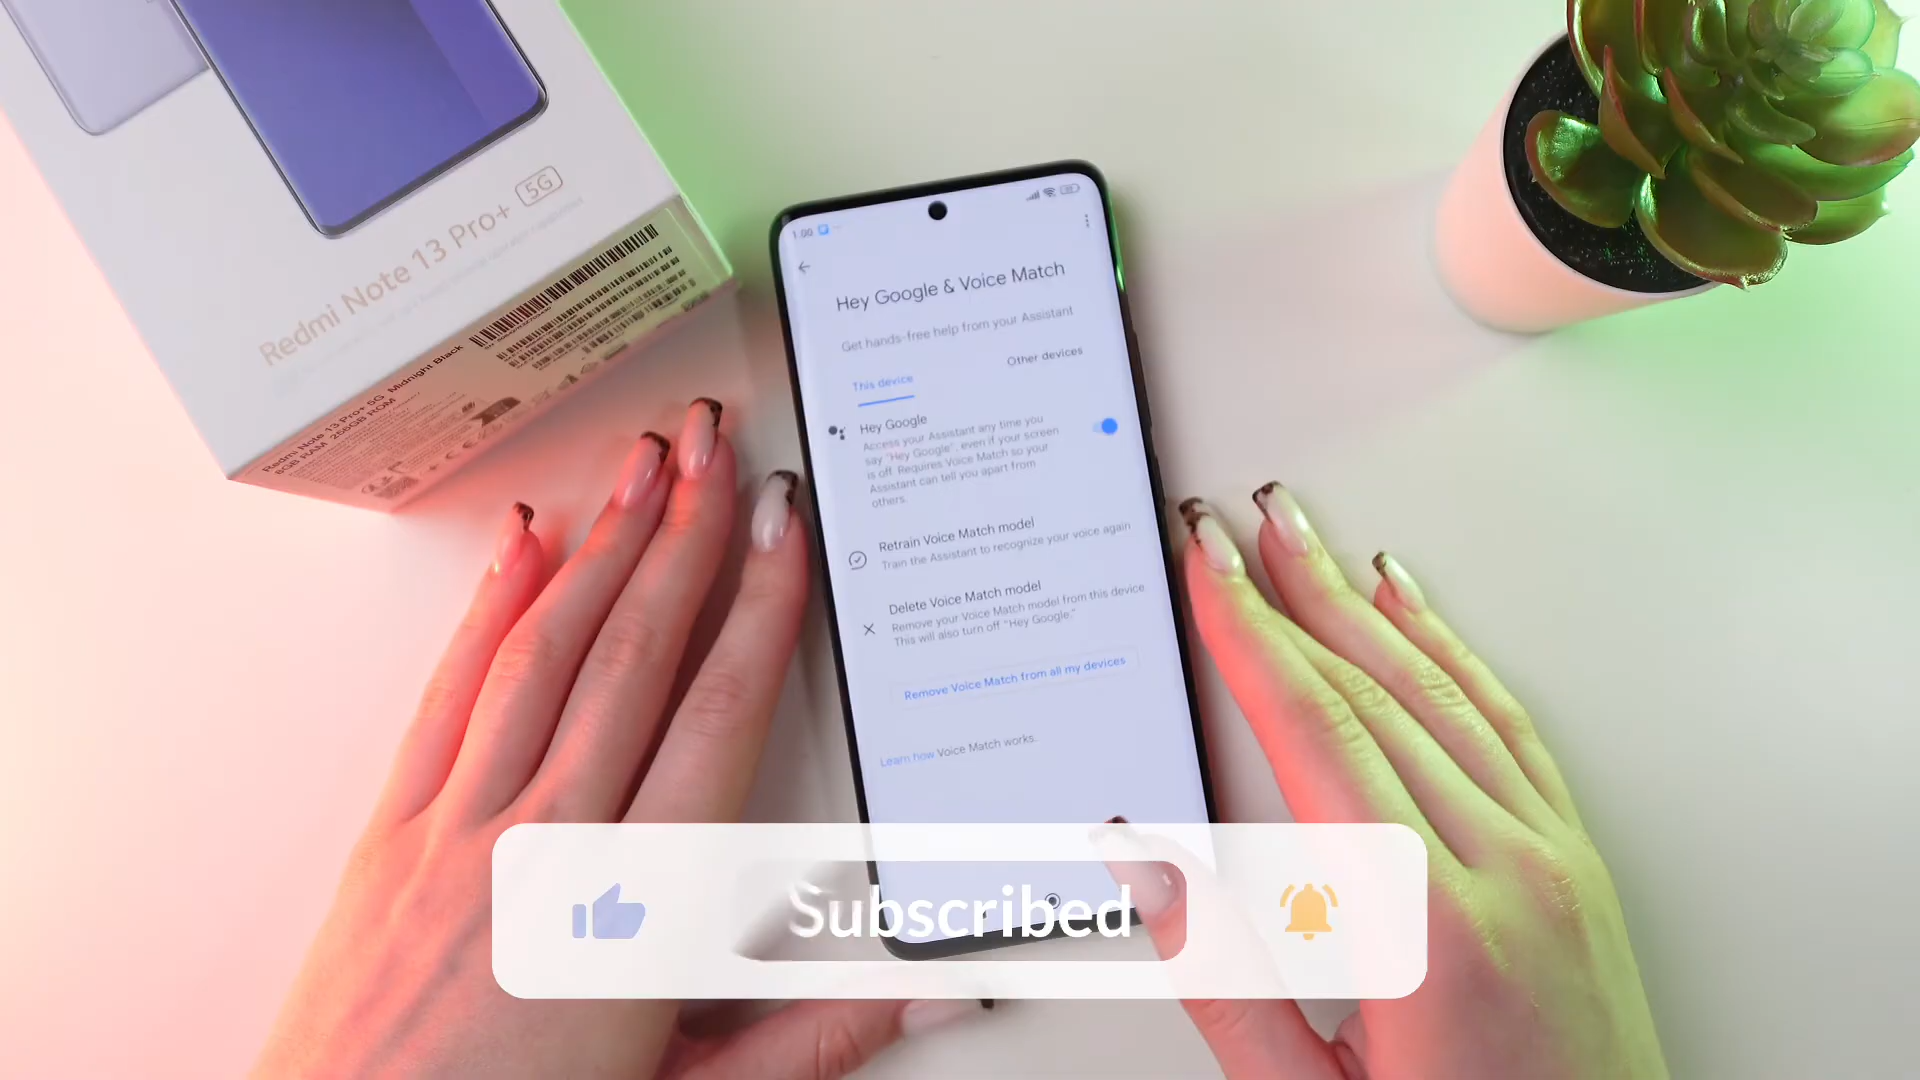 Redmi Note 13 Pro+ 5G
Redmi Note 13 Pro+ 5G Midnight Black
8GB RAM 256GB ROM
1:00
Hey Google & Voice Match
Get hands-free help from your Assistant
This device
Other devices
Hey Google
Access your Assistant any time you
say "Hey Google", even if your screen
is off. Requires Voice Match so your
Assistant can tell you apart from
others.
Retrain Voice Match model
Train the Assistant to recognize your voice again
Delete Voice Match model
Remove your Voice Match model from this device.
This will also turn off "Hey Google."
Remove Voice Match from all my devices
Learn how Voice Match works.
Subscribed